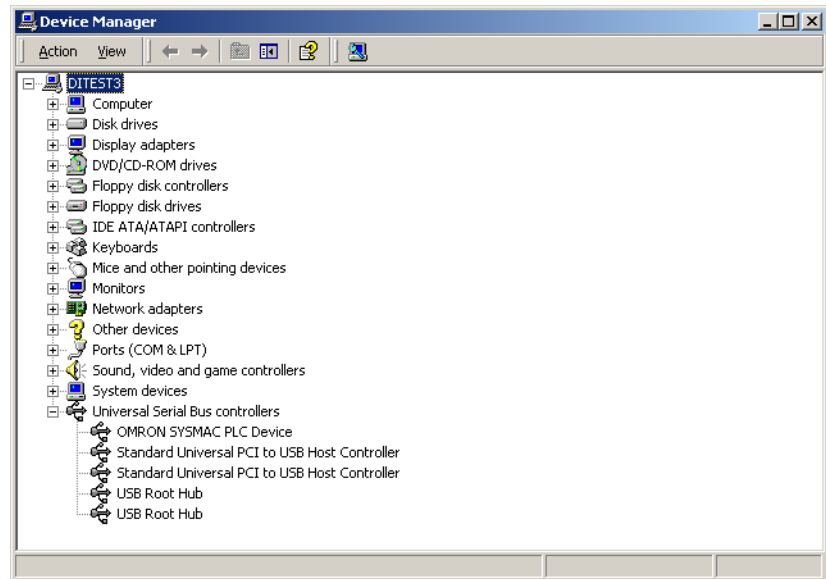 Device Manager
Action View
DITEST3
Computer
Disk drives
Display adapters
DVD/CD-ROM drives
Floppy disk controllers
Floppy disk drives
IDE ATA/ATAPI controllers
Keyboards
Mice and other pointing devices
Monitors
Network adapters
Other devices
Ports (COM & LPT)
Sound, video and game controllers
System devices
Universal Serial Bus controllers
OMRON SYSMAC PLC Device
Standard Universal PCI to USB Host Controller
Standard Universal PCI to USB Host Controller
USB Root Hub
USB Root Hub